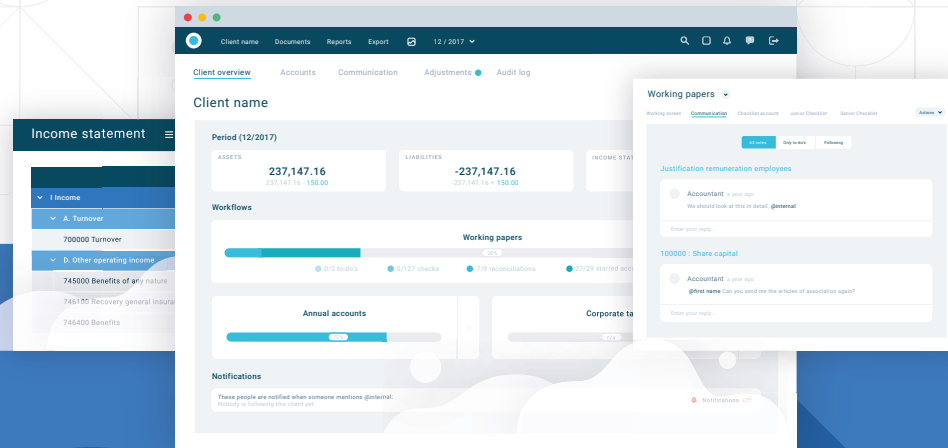 Client name Documents Reports Export 12 / 2017
Client overview Accounts Communication Adjustments Audit log
Client name
Period (12/2017)
ASSETS
237,147.16
237,147.16 - 150.00
LIABILITIES
-237,147.16
-237,147.16 + 150.00
INCOME STAT
Workflows
Working papers
0/2 to-do's 0/127 checks 7/9 reconciliations 27/29 starred acco
Annual accounts
Corporate ta
n/a
Notifications
These people are notified when someone mentions @internal:
Nobody is following this client yet
Notifications: Off
Income statement
I Income
A. Turnover
700000 Turnover
D. Other operating income
745000 Benefits of any nature
746100 Recovery general insura
746400 Benefits
Working papers
Working screen Communication Checklist account Junior Checklist Senior Checklist Actions
All notes Only to-do's Following
Justification remuneration employees
Accountant a year ago
We should look at this in detail. @internal
Enter your reply...
100000 : Share capital
Accountant a year ago
@first name Can you send me the articles of association again?
Enter your reply...